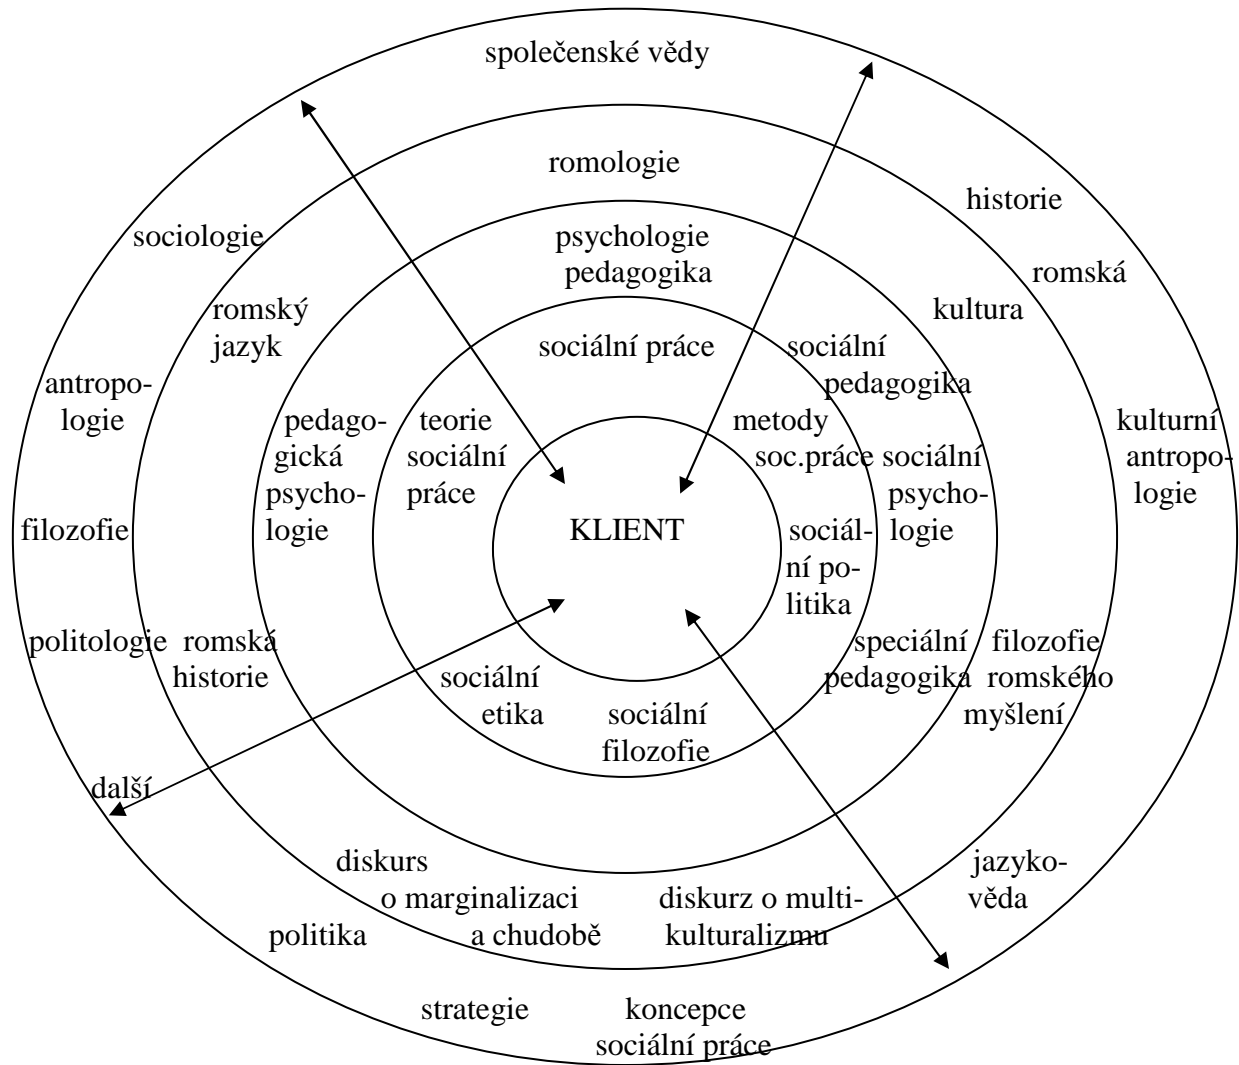 společenské vědy
romologie
historie
sociologie
psychologie
pedagogika
romská
romský
jazyk
kultura
sociální práce
sociální
pedagogika
antropo-
logie
pedago-
gická
psycho-
logie
teorie
sociální
práce
metody
soc.práce
sociální
psycho-
logie
kulturní
antropo-
logie
filozofie
KLIENT
sociál-
ní po-
litika
politologie
romská
historie
speciální
pedagogika
filozofie
romského
myšlení
sociální
etika
sociální
filozofie
další
diskurs
o marginalizaci
a chudobě
diskurz o multi-
kulturalizmu
jazyko-
věda
politika
strategie
koncepce
sociální práce